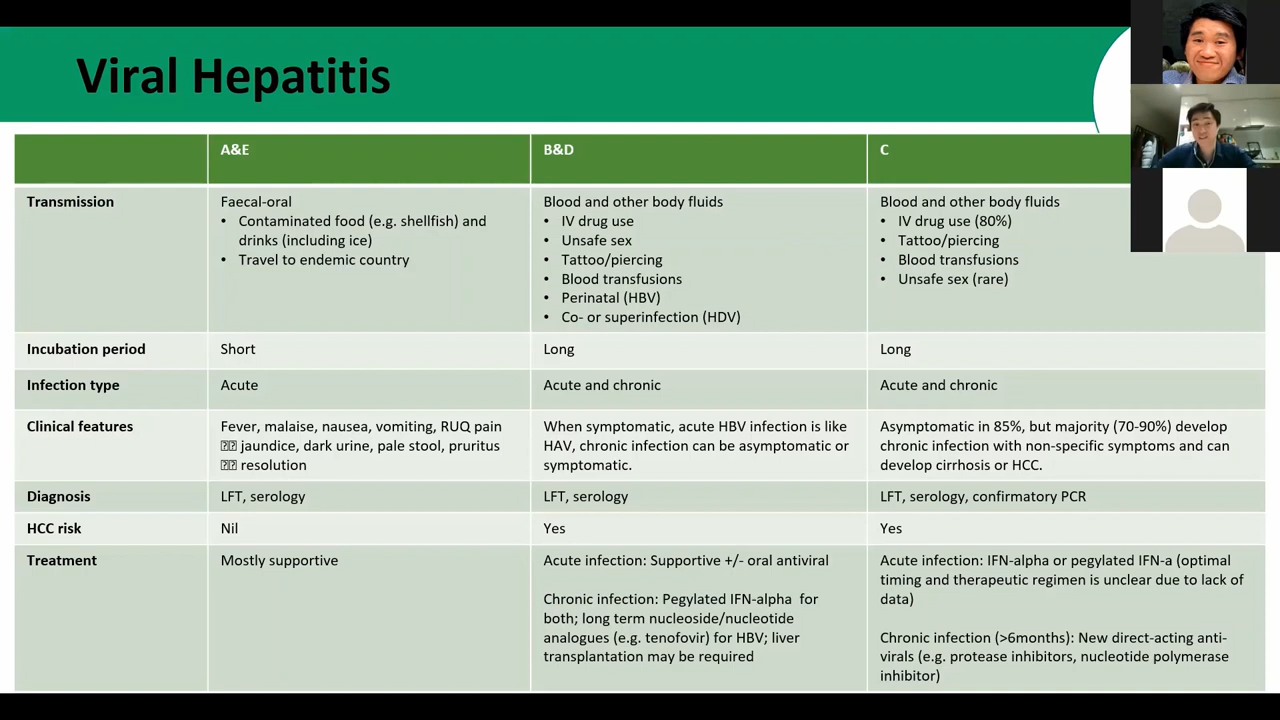 Viral Hepatitis
A&E
B&D
C
Transmission
Faecal-oral
• Contaminated food (e.g. shellfish) and
drinks (including ice)
• Travel to endemic country
Blood and other body fluids
• IV drug use
• Unsafe sex
• Tattoo/piercing
• Blood transfusions
• Perinatal (HBV)
• Co- or superinfection (HDV)
Blood and other body fluids
• IV drug use (80%)
• Tattoo/piercing
• Blood transfusions
• Unsafe sex (rare)
Incubation period
Short
Long
Long
Infection type
Acute
Acute and chronic
Acute and chronic
Clinical features
Fever, malaise, nausea, vomiting, RUQ pain
jaundice, dark urine, pale stool, pruritus
resolution
When symptomatic, acute HBV infection is like
HAV, chronic infection can be asymptomatic or
symptomatic.
Asymptomatic in 85%, but majority (70-90%) develop
chronic infection with non-specific symptoms and can
develop cirrhosis or HCC.
Diagnosis
LFT, serology
LFT, serology
LFT, serology, confirmatory PCR
HCC risk
Nil
Yes
Yes
Treatment
Mostly supportive
Acute infection: Supportive +/- oral antiviral
Chronic infection: Pegylated IFN-alpha for
both; long term nucleoside/nucleotide
analogues (e.g. tenofovir) for HBV; liver
transplantation may be required
Acute infection: IFN-alpha or pegylated IFN-a (optimal
timing and therapeutic regimen is unclear due to lack of
data)
Chronic infection (>6months): New direct-acting anti-
virals (e.g. protease inhibitors, nucleotide polymerase
inhibitor)